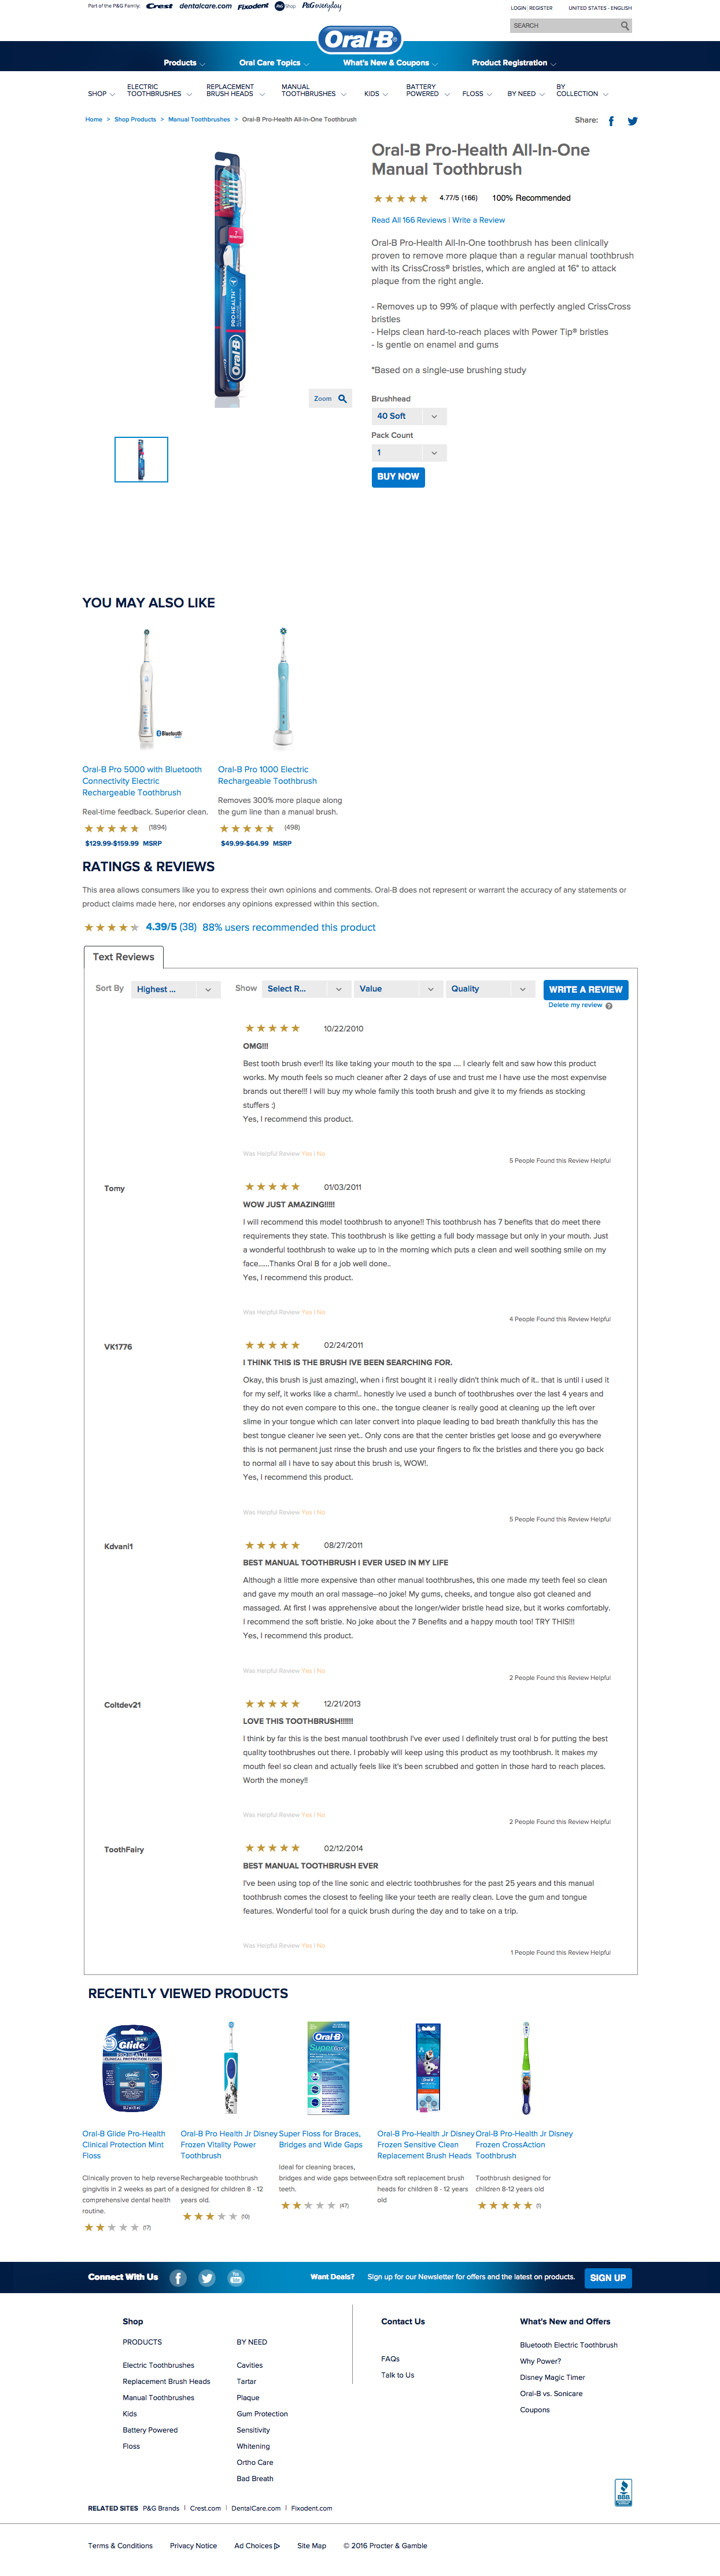 Part of the P&G Family: Crest dentalcare.com Fixodent P&G Shop P&G everyday
LOGIN | REGISTER UNITED STATES - ENGLISH
SEARCH
Oral-B
Products Oral Care Topics What's New & Coupons Product Registration
SHOP ELECTRIC TOOTHBRUSHES REPLACEMENT BRUSH HEADS MANUAL TOOTHBRUSHES KIDS BATTERY POWERED FLOSS BY NEED BY COLLECTION
Home > Shop Products > Manual Toothbrushes > Oral-B Pro-Health All-In-One Toothbrush
Share:
Oral-B Pro-Health All-In-One
Manual Toothbrush
4.77/5 (166) 100% Recommended
Read All 166 Reviews | Write a Review
Oral-B Pro-Health All-In-One toothbrush has been clinically
proven to remove more plaque than a regular manual toothbrush
with its CrissCross® bristles, which are angled at 16° to attack
plaque from the right angle.
- Removes up to 99% of plaque with perfectly angled CrissCross
bristles
- Helps clean hard-to-reach places with Power Tip® bristles
- Is gentle on enamel and gums
*Based on a single-use brushing study
7
PRO-HEALTH
Oral-B
Zoom
Brushhead
40 Soft
Pack Count
1
BUY NOW
YOU MAY ALSO LIKE
Bluetooth
Oral-B Pro 5000 with Bluetooth
Connectivity Electric
Rechargeable Toothbrush
Real-time feedback. Superior clean.
(1894)
$129.99-$159.99 MSRP
Oral-B Pro 1000 Electric
Rechargeable Toothbrush
Removes 300% more plaque along
the gum line than a manual brush.
(498)
$49.99-$64.99 MSRP
RATINGS & REVIEWS
This area allows consumers like you to express their own opinions and comments. Oral-B does not represent or warrant the accuracy of any statements or
product claims made here, nor endorses any opinions expressed within this section.
4.39/5 (38) 88% users recommended this product
Text Reviews
Sort By Highest ... Show Select R... Value Quality WRITE A REVIEW
Delete my review ?
10/22/2010
OMG!!!
Best tooth brush ever!! Its like taking your mouth to the spa .... I clearly felt and saw how this product
works. My mouth feels so much cleaner after 2 days of use and trust me I have use the most expenvise
brands out there!!! I will buy my whole family this tooth brush and give it to my friends as stocking
stuffers :)
Yes, I recommend this product.
Was Helpful Review Yes | No
5 People Found this Review Helpful
Tomy 01/03/2011
WOW JUST AMAZING!!!!!
I will recommend this model toothbrush to anyone!! This toothbrush has 7 benefits that do meet there
requirements they state. This toothbrush is like getting a full body massage but only in your mouth. Just
a wonderful toothbrush to wake up to in the morning which puts a clean and well soothing smile on my
face......Thanks Oral B for a job well done..
Yes, I recommend this product.
Was Helpful Review Yes | No
4 People Found this Review Helpful
VK1776 02/24/2011
I THINK THIS IS THE BRUSH IVE BEEN SEARCHING FOR.
Okay, this brush is just amazing!, when i first bought it i really didn't think much of it.. that is until I used it
for my self, it works like a charm!.. honestly ive used a bunch of toothbrushes over the last 4 years and
they do not even compare to this one.. the tongue cleaner is really good at cleaning up the left over
slime in your tongue which can later convert into plaque leading to bad breath thankfully this has the
best tongue cleaner ive seen yet.. Only cons are that the center bristles get loose and go everywhere
this is not permanent just rinse the brush and use your fingers to fix the bristles and there you go back
to normal all i have to say about this brush is, WOW!.
Yes, I recommend this product.
Was Helpful Review Yes | No
5 People Found this Review Helpful
Kdvani1 08/27/2011
BEST MANUAL TOOTHBRUSH I EVER USED IN MY LIFE
Although a little more expensive than other manual toothbrushes, this one made my teeth feel so clean
and gave my mouth an oral massage--no joke! My gums, cheeks, and tongue also got cleaned and
massaged. At first I was apprehensive about the longer/wider bristle head size, but it works comfortably.
I recommend the soft bristle. No joke about the 7 Benefits and a happy mouth too! TRY THIS!!!
Yes, I recommend this product.
Was Helpful Review Yes | No
2 People Found this Review Helpful
Coltdev21 12/21/2013
LOVE THIS TOOTHBRUSH!!!!!!!
I think by far this is the best manual toothbrush I've ever used I definitely trust oral b for putting the best
quality toothbrushes out there. I probably will keep using this product as my toothbrush. It makes my
mouth feel so clean and actually feels like it's been scrubbed and gotten in those hard to reach places.
Worth the money!!
Was Helpful Review Yes | No
2 People Found this Review Helpful
ToothFairy 02/12/2014
BEST MANUAL TOOTHBRUSH EVER
I've been using top of the line sonic and electric toothbrushes for the past 25 years and this manual
toothbrush comes the closest to feeling like your teeth are really clean. Love the gum and tongue
features. Wonderful tool for a quick brush during the day and to take on a trip.
Was Helpful Review Yes | No
1 People Found this Review Helpful
RECENTLY VIEWED PRODUCTS
Glide
Oral-B
Superfloss
Oral-B Glide Pro-Health
Clinical Protection Mint
Floss
Clinically proven to help reverse
gingivitis in 2 weeks as part of a
comprehensive dental health
routine.
(17)
Oral-B Pro Health Jr Disney
Frozen Vitality Power
Toothbrush
Rechargeable toothbrush
designed for children 8 - 12
years old.
(10)
Super Floss for Braces,
Bridges and Wide Gaps
Ideal for cleaning braces,
bridges and wide gaps between
teeth.
(47)
Oral-B Pro-Health Jr Disney
Frozen Sensitive Clean
Replacement Brush Heads
Extra soft replacement brush
heads for children 8 - 12 years
old
Oral-B Pro-Health Jr Disney
Frozen CrossAction
Toothbrush
Toothbrush designed for
children 8-12 years old
(1)
Connect With Us You Tube Want Deals? Sign up for our Newsletter for offers and the latest on products. SIGN UP
Shop
PRODUCTS
Electric Toothbrushes
Replacement Brush Heads
Manual Toothbrushes
Kids
Battery Powered
Floss
BY NEED
Cavities
Tartar
Plaque
Gum Protection
Sensitivity
Whitening
Ortho Care
Bad Breath
Contact Us
FAQs
Talk to Us
What's New and Offers
Bluetooth Electric Toothbrush
Why Power?
Disney Magic Timer
Oral-B vs. Sonicare
Coupons
BBB
RELATED SITES P&G Brands | Crest.com | DentalCare.com | Fixodent.com
Terms & Conditions Privacy Notice Ad Choices Site Map © 2016 Procter & Gamble